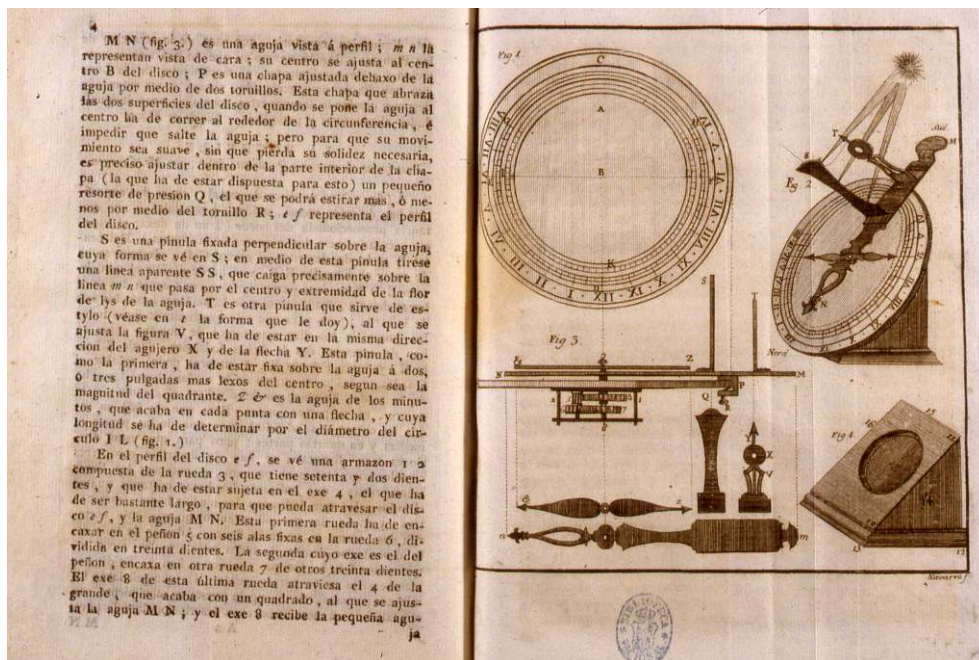 4
M N (fig. 3.) es una aguja vista á perfil; m n la
representan vista de cara; su centro se ajusta al cen-
tro B del disco; P es una chapa ajustada debaxo de la
aguja por medio de dos tornillos. Esta chapa que abraza
las dos superficies del disco, quando se pone la aguja al
centro ha de correr al rededor de la circunferencia, é
impedir que salte la aguja; pero para que su movi-
miento sea suave, sin que pierda su solidez necesaria,
es preciso ajustar dentro de la parte interior de la cha-
pa (la que ha de estar dispuesta para esto) un pequeño
resorte de presion Q, el que se podrá estirar mas, ó me-
nos por medio del tornillo R; e f representa el perfil
del disco.
S es una pinula fixada perpendicular sobre la aguja,
cuya forma se vé en S; en medio de esta pinula tirese
una linea aparente SS, que caiga precisamente sobre la
linea m n que pasa por el centro y extremidad de la flor
de lys de la aguja. T es otra pinula que sirve de es-
tylo (véase en t la forma que le doy), al que se
ajusta la figura V, que ha de estar en la misma direc-
cion del agujero X y de la flecha Y. Esta pinula, co-
mo la primera, ha de estar fixa sobre la aguja á dos,
ó tres pulgadas mas lexos del centro, segun sea la
magnitud del quadrante. Z & es la aguja de los minu-
tos, que acaba en cada punta con una flecha, y cuya
longitud se ha de determinar por el diámetro del cír-
culo I L (fig. 1.)
En el perfil del disco e f, se vé una armazon 1 2
compuesta de la rueda 3, que tiene setenta y dos dien-
tes, y que ha de estar sujeta en el exe 4, el que ha
de ser bastante largo, para que pueda atravesar el dis-
co e f, y la aguja M N. Esta primera rueda ha de en-
caxar en el peñon 5 con seis alas fixas en la rueda 6, di-
vidida en treinta dientes. La segunda cuyo exe es el del
peñon, encaxa en otra rueda 7 de otros treinta dientes.
El exe 8 de esta última rueda atraviesa el 4 de la
grande, que acaba con un quadrado, al que se ajus-
ta la aguja M N; y el exe 8 recibe la pequeña agu-
ja
Fig 1.
C
A
B
K
Fig. 2
T
S
Sud
M
N
Nord
Fig 3.
S
T
N
Z
M
P
Q
R
Y
X
V
n
m
Fig 4.
16
15
14
13
12
Navarro f.
BIBLIOTECA